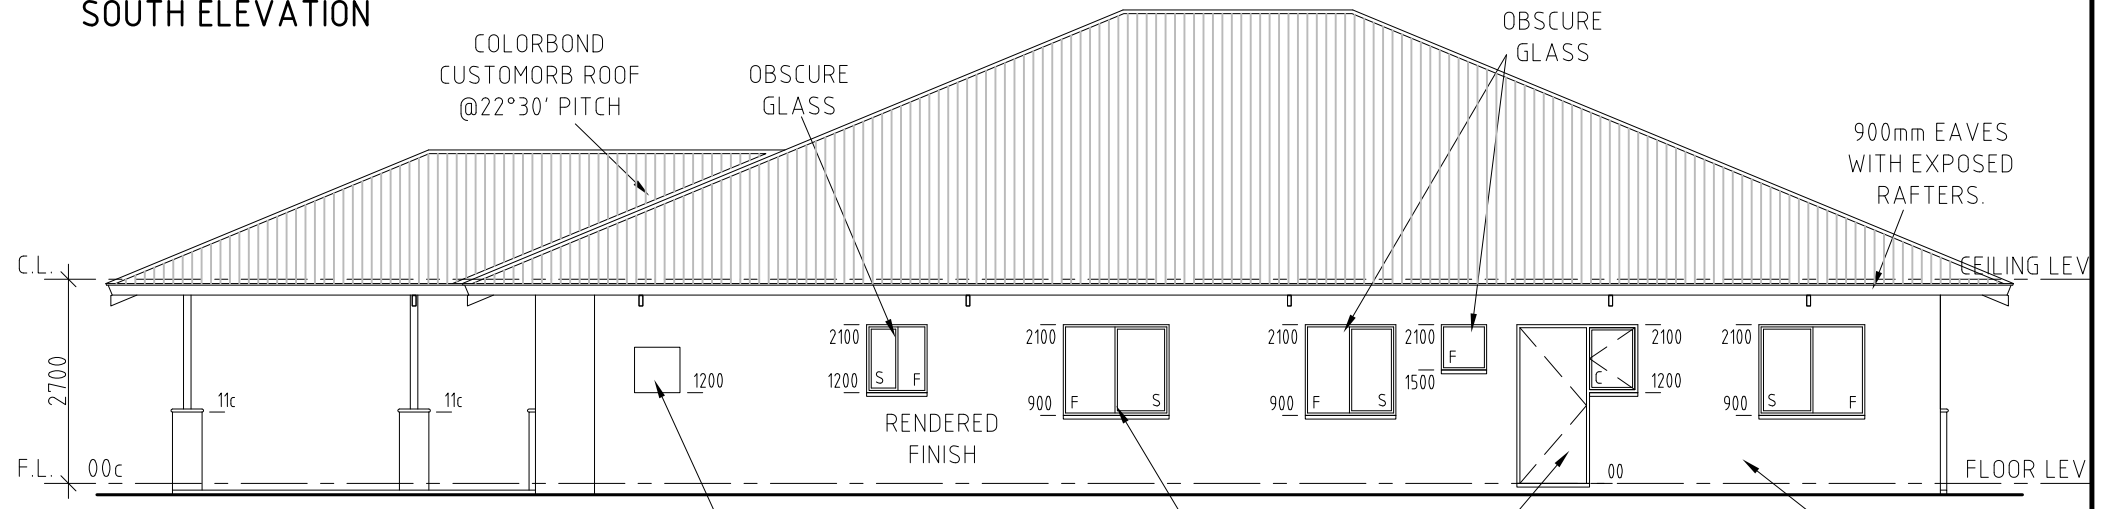 SOUTH ELEVATION
COLORBOND
CUSTOMORB ROOF
@22°30' PITCH
OBSCURE
GLASS
OBSCURE
GLASS
900mm EAVES
WITH EXPOSED
RAFTERS.
C.L.
CEILING LEV
2700
2100
1200
S F
2100
900
F S
2100
900
F S
2100
1500
F
2100
1200
C
2100
900
S F
1200
11c
11c
RENDERED
FINISH
F.L. 00c
00
FLOOR LEV